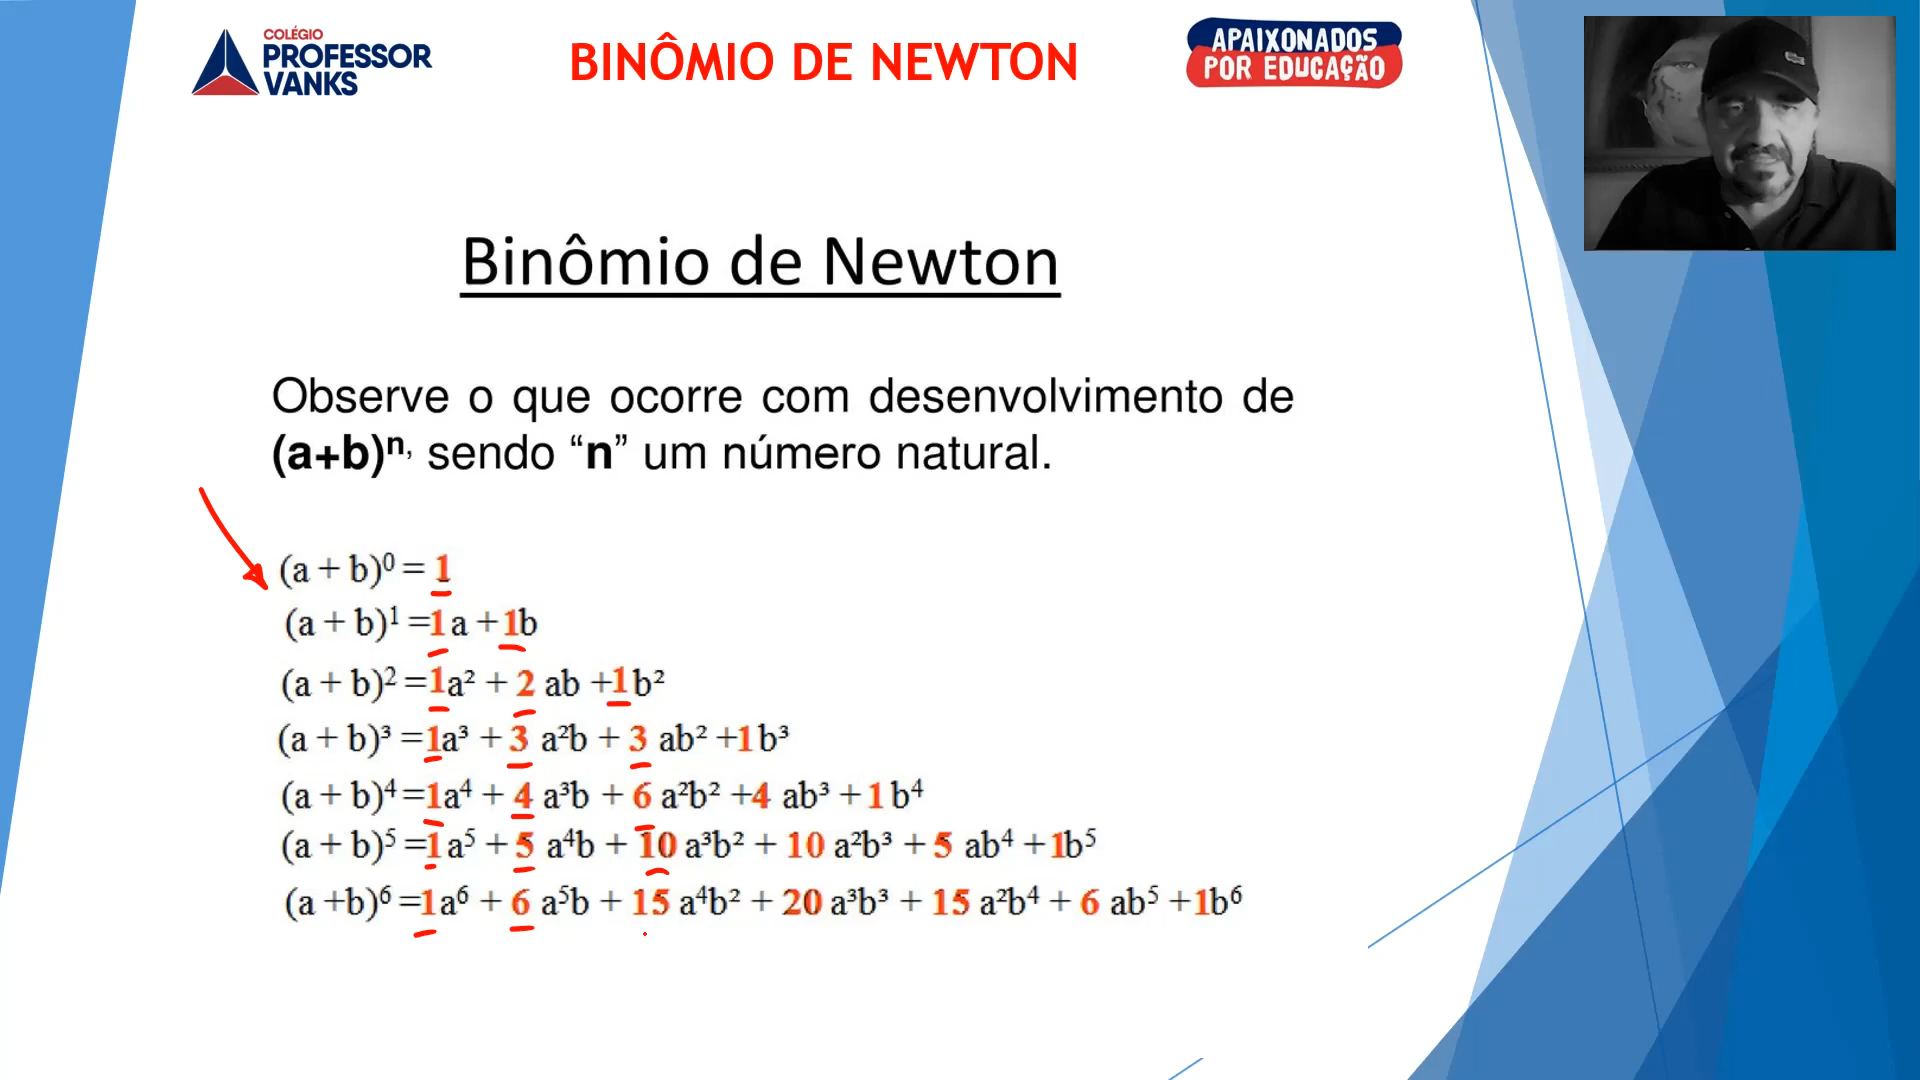 COLÉGIO
PROFESSOR
VANKS
BINÔMIO DE NEWTON
APAIXONADOS
POR EDUCAÇÃO
Binômio de Newton
Observe o que ocorre com desenvolvimento de
(a+b)ⁿ, sendo “n” um número natural.
(a + b)⁰ = 1
(a + b)¹ =1a +1b
(a + b)² =1a² + 2 ab +1b²
(a + b)³ =1a³ + 3 a²b + 3 ab² +1b³
(a + b)⁴ =1a⁴ + 4 a³b + 6 a²b² +4 ab³ + 1 b⁴
(a + b)⁵ =1a⁵ + 5 a⁴b + 10 a³b² + 10 a²b³ + 5 ab⁴ +1b⁵
(a +b)⁶ =1a⁶ + 6 a⁵b + 15 a⁴b² + 20 a³b³ + 15 a²b⁴ + 6 ab⁵ +1b⁶